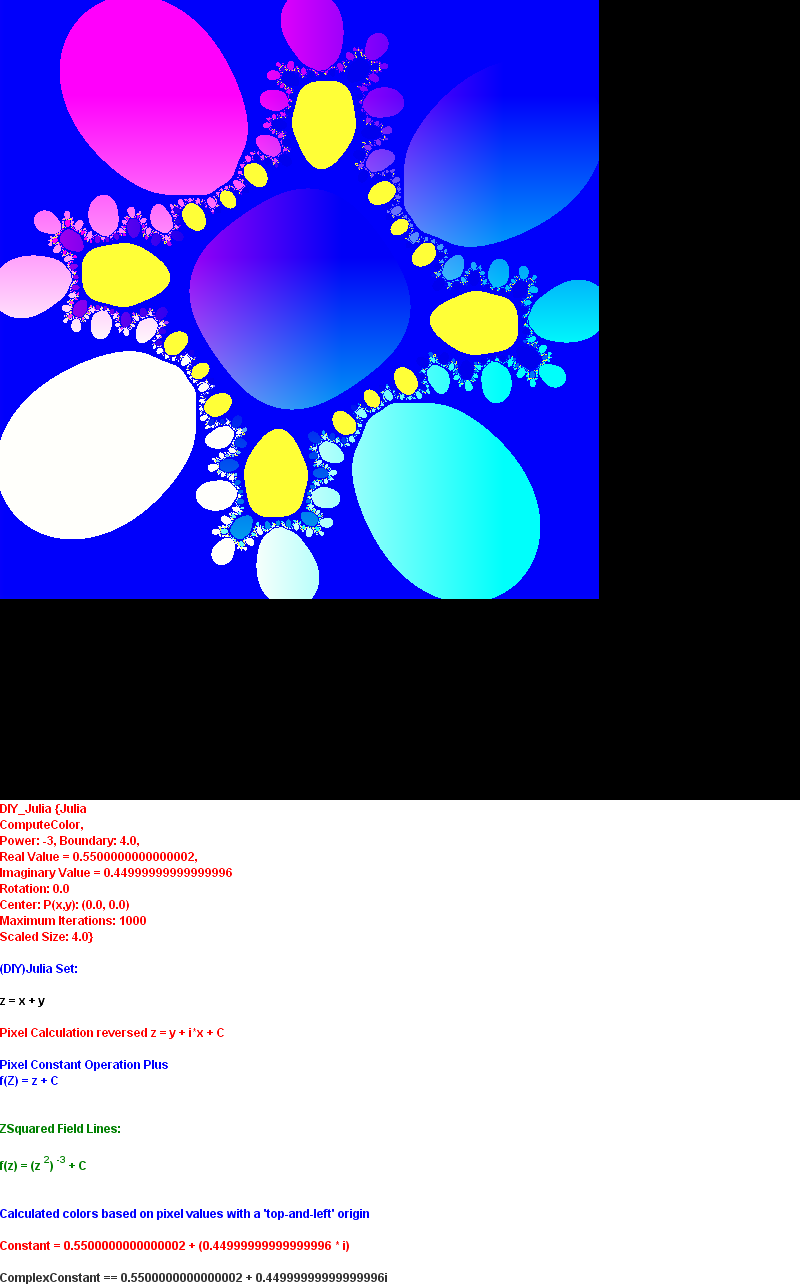 DIY_Julia {Julia
ComputeColor,
Power: -3, Boundary: 4.0,
Real Value = 0.5500000000000002,
Imaginary Value = 0.44999999999999996
Rotation: 0.0
Center: P(x,y): (0.0, 0.0)
Maximum Iterations: 1000
Scaled Size: 4.0}
(DIY)Julia Set:
z = x + y
Pixel Calculation reversed z = y + i*x + C
Pixel Constant Operation Plus
f(Z) = z + C
ZSquared Field Lines:
f(z) = (z ²) ⁻³ + C
Calculated colors based on pixel values with a 'top-and-left' origin
Constant = 0.5500000000000002 + (0.44999999999999996 * i)
ComplexConstant == 0.5500000000000002 + 0.44999999999999996i